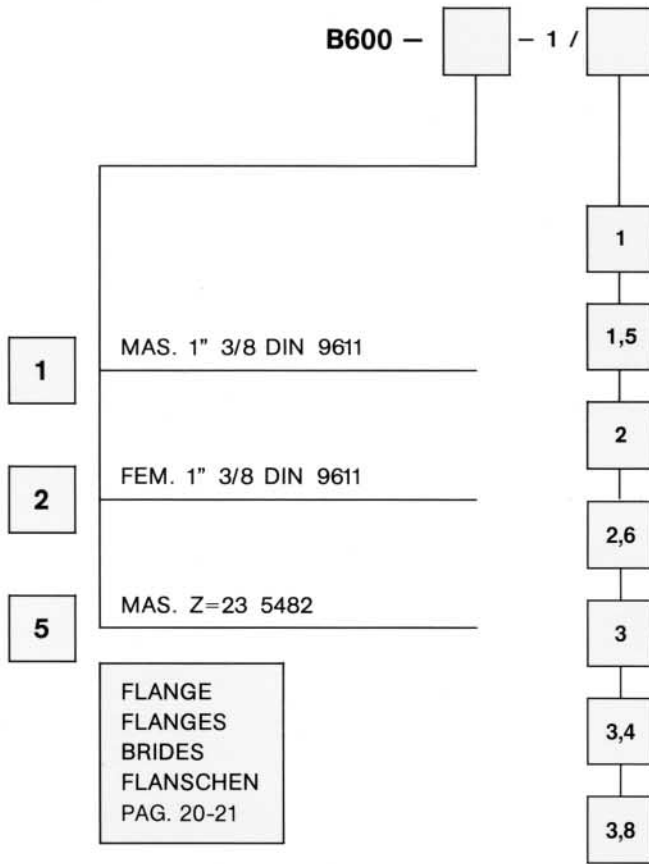 B600 – – 1 /
1
1,5
MAS. 1" 3/8 DIN 9611
1
2
FEM. 1" 3/8 DIN 9611
2
2,6
MAS. Z=23 5482
5
3
FLANGE
FLANGES
BRIDES
FLANSCHEN
PAG. 20-21
3,4
3,8